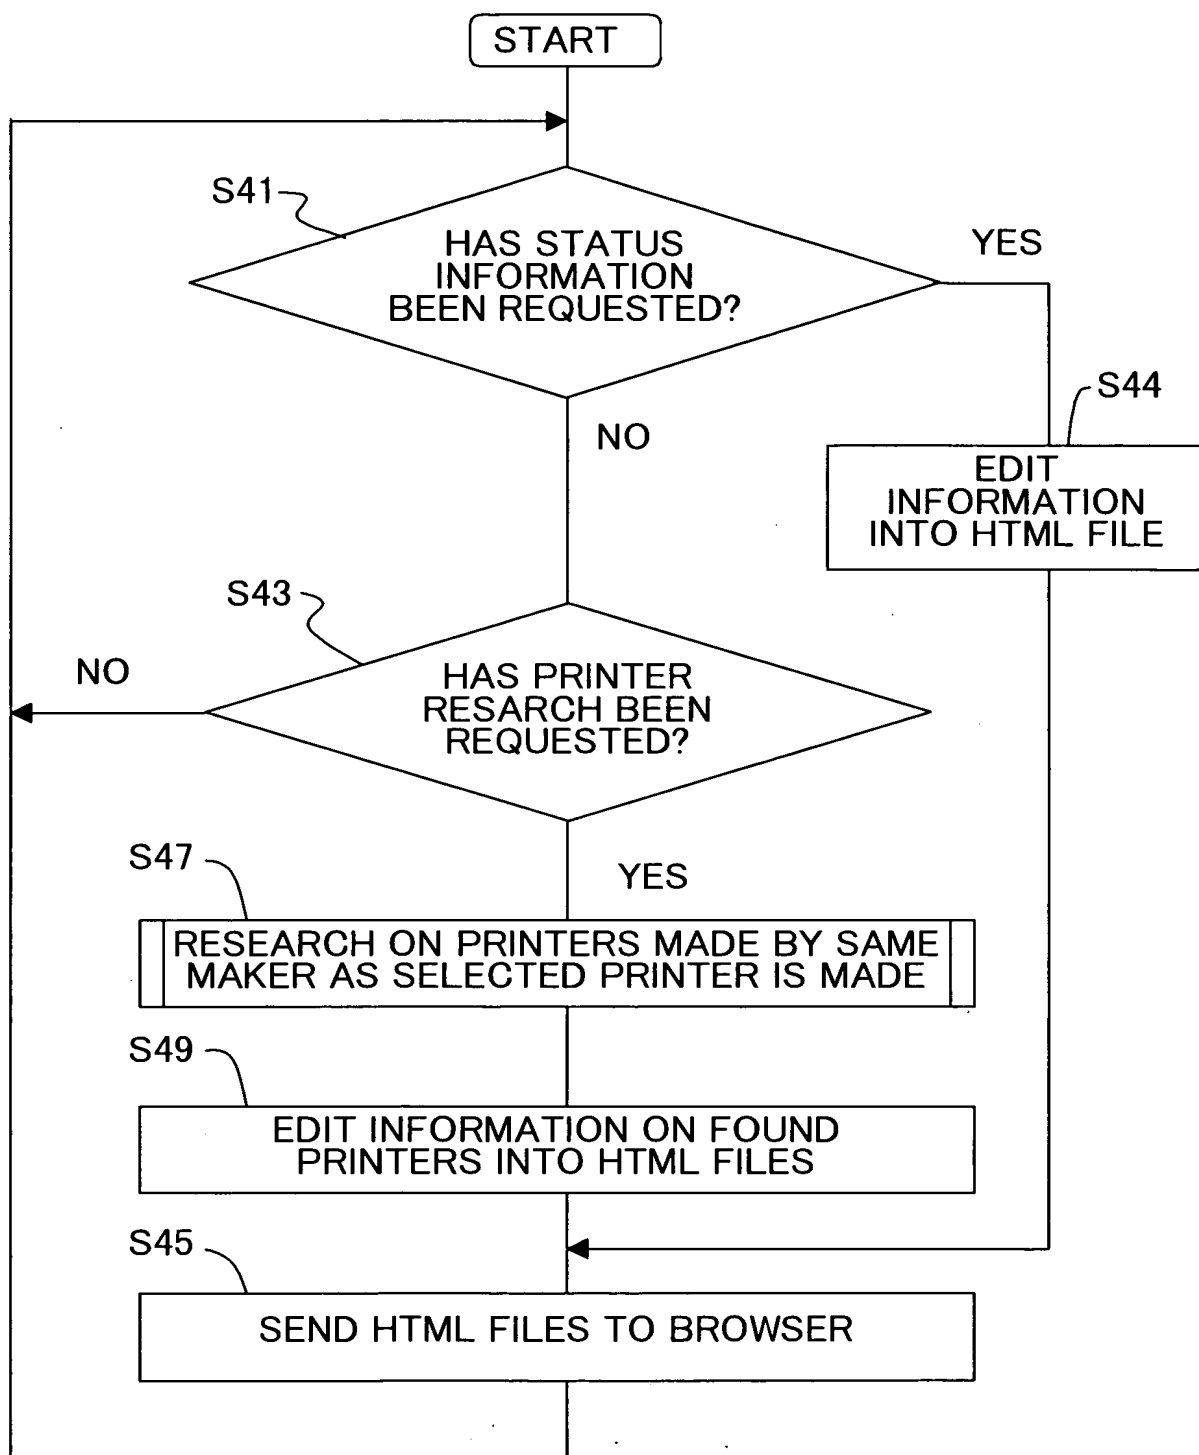 START
S41
HAS STATUS
INFORMATION
BEEN REQUESTED?
YES
S44
NO
EDIT
INFORMATION
INTO HTML FILE
S43
NO
HAS PRINTER
RESARCH BEEN
REQUESTED?
S47
YES
RESEARCH ON PRINTERS MADE BY SAME
MAKER AS SELECTED PRINTER IS MADE
S49
EDIT INFORMATION ON FOUND
PRINTERS INTO HTML FILES
S45
SEND HTML FILES TO BROWSER